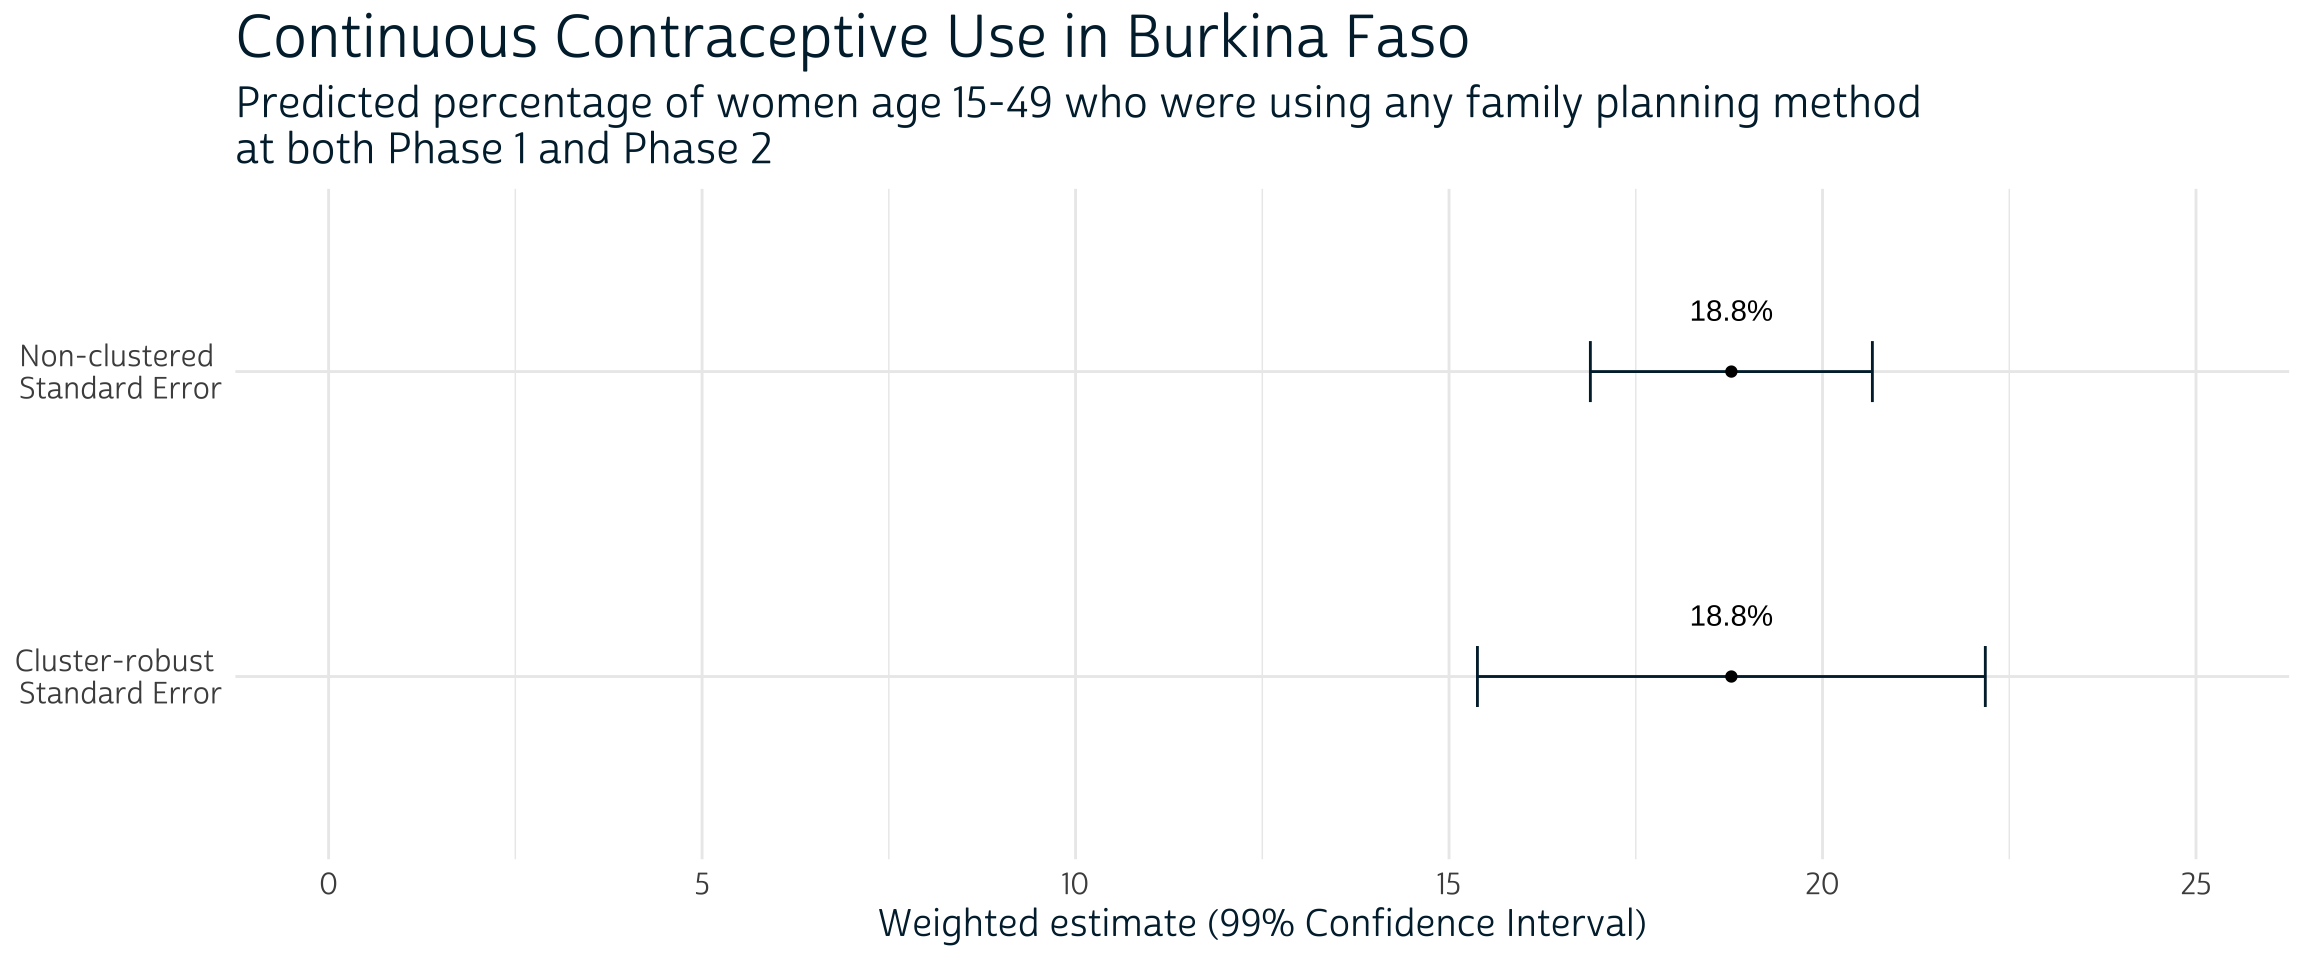 Continuous Contraceptive Use in Burkina Faso
Predicted percentage of women age 15-49 who were using any family planning method
at both Phase 1 and Phase 2
18.8%
Non-clustered
Standard Error
18.8%
Cluster-robust
Standard Error
0 5 10 15 20 25
Weighted estimate (99% Confidence Interval)